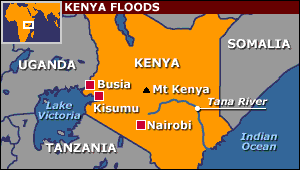 KENYA FLOODS
SOMALIA
UGANDA
KENYA
Busia
Mt Kenya
Lake
Victoria
Kisumu
Tana River
Nairobi
Indian
Ocean
TANZANIA